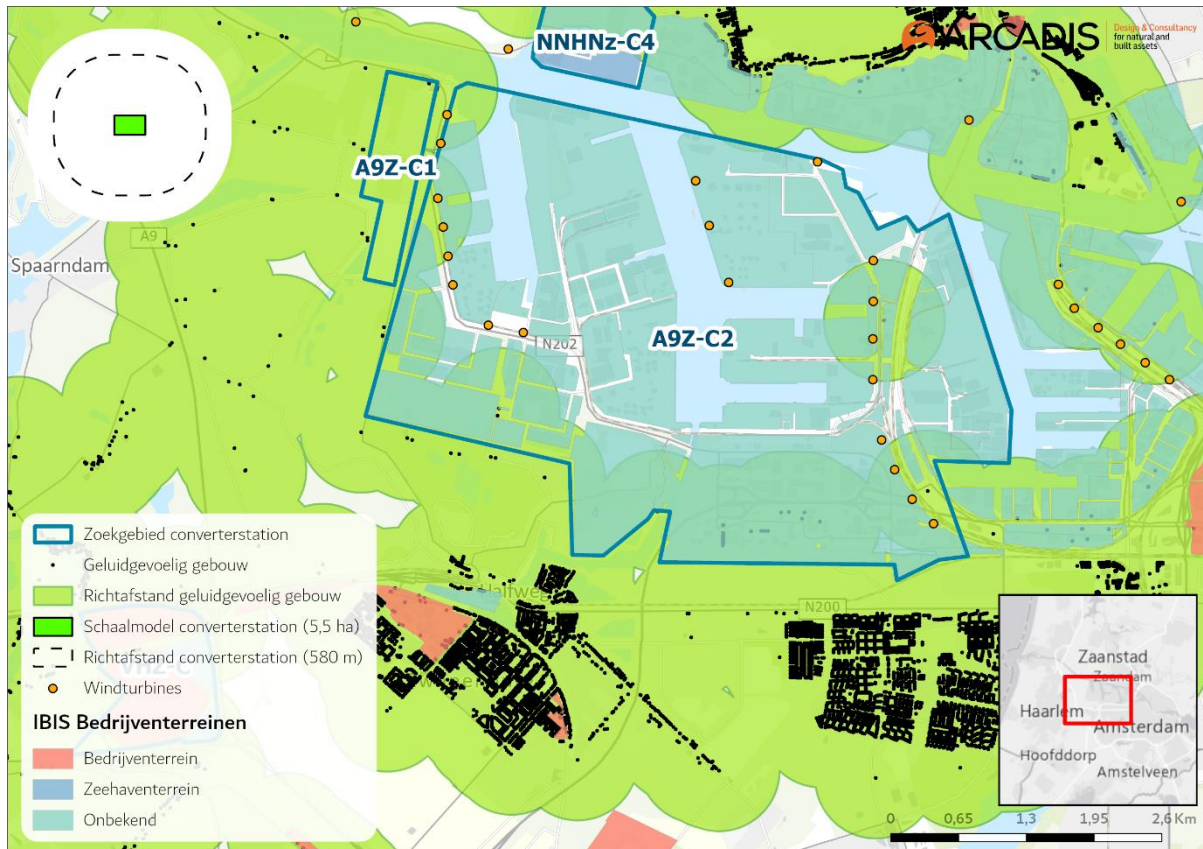 NNHNz-C4
ARCADIS
Design & Consultancy
for natural and
built assets
A9Z-C1
A9
Spaarndam
N202
A9Z-C2
Halfweg
N200
Zoekgebied converterstation
Geluidgevoelig gebouw
Richtafstand geluidgevoelig gebouw
Schaalmodel converterstation (5,5 ha)
Richtafstand converterstation (580 m)
Windturbines
IBIS Bedrijventerreinen
Bedrijventerrein
Zeehaventerrein
Onbekend
Zaanstad
Zaandam
Haarlem
Amsterdam
Hoofddorp
Amstelveen
0 0,65 1,3 1,95 2,6 Km